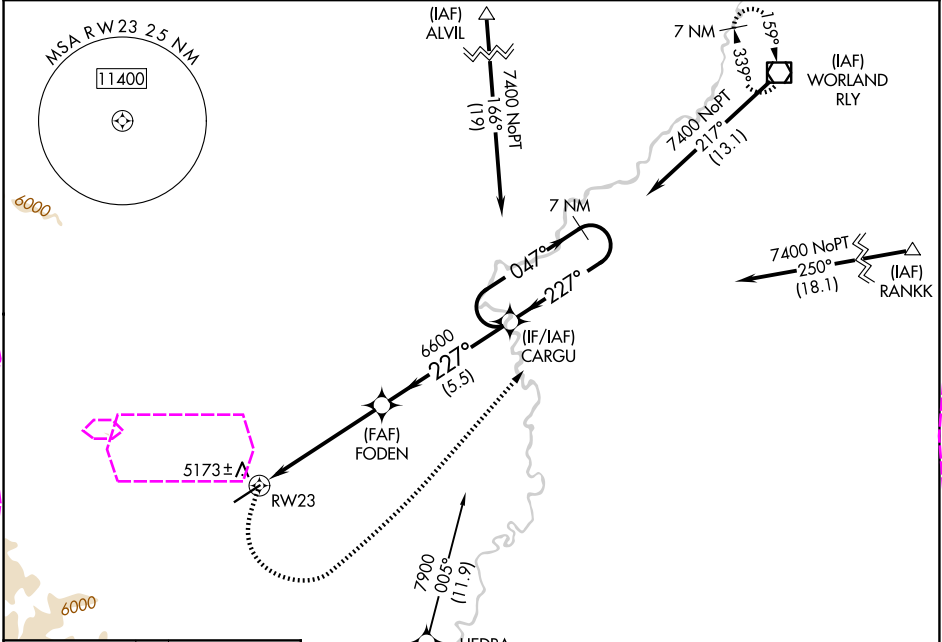 MSA RW23 25 NM
11400
(IAF)
ALVIL
7400 NoPT
166°
(19)
7 NM
159°
339°
(IAF)
WORLAND
RLY
7400 NoPT
217°
(13.1)
6000
7 NM
047°
227°
7400 NoPT
250°
(18.1)
(IAF)
RANKK
(IF/IAF)
CARGU
6600
227°
(5.5)
(FAF)
FODEN
5173±
RW23
7900
005°
(11.9)
6000